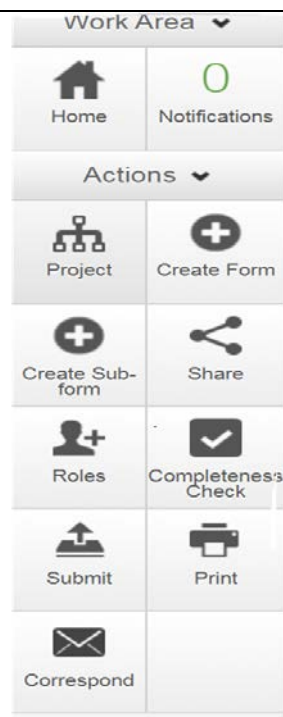 Work Area
0
Home Notifications
Actions
Project Create Form
Create Sub-
form
Share
Roles
Completeness
Check
Submit Print
Correspond